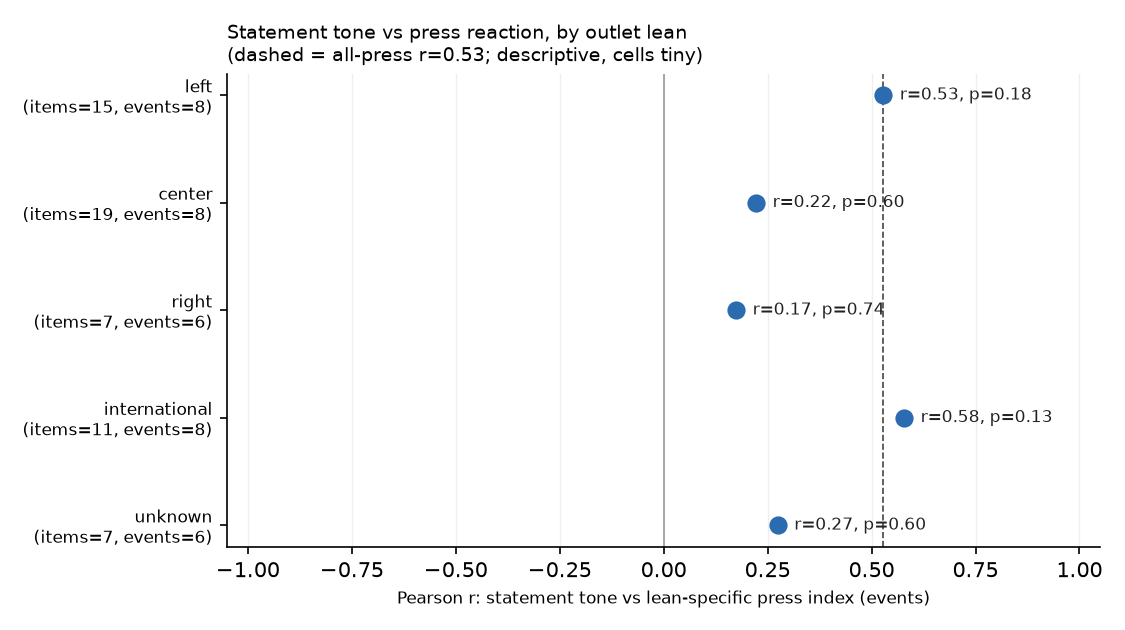 Statement tone vs press reaction, by outlet lean
(dashed = all-press r=0.53; descriptive, cells tiny)
left
(items=15, events=8)
r=0.53, p=0.18
center
(items=19, events=8)
r=0.22, p=0.60
right
(items=7, events=6)
r=0.17, p=0.74
international
(items=11, events=8)
r=0.58, p=0.13
unknown
(items=7, events=6)
r=0.27, p=0.60
−1.00 −0.75 −0.50 −0.25 0.00 0.25 0.50 0.75 1.00
Pearson r: statement tone vs lean-specific press index (events)